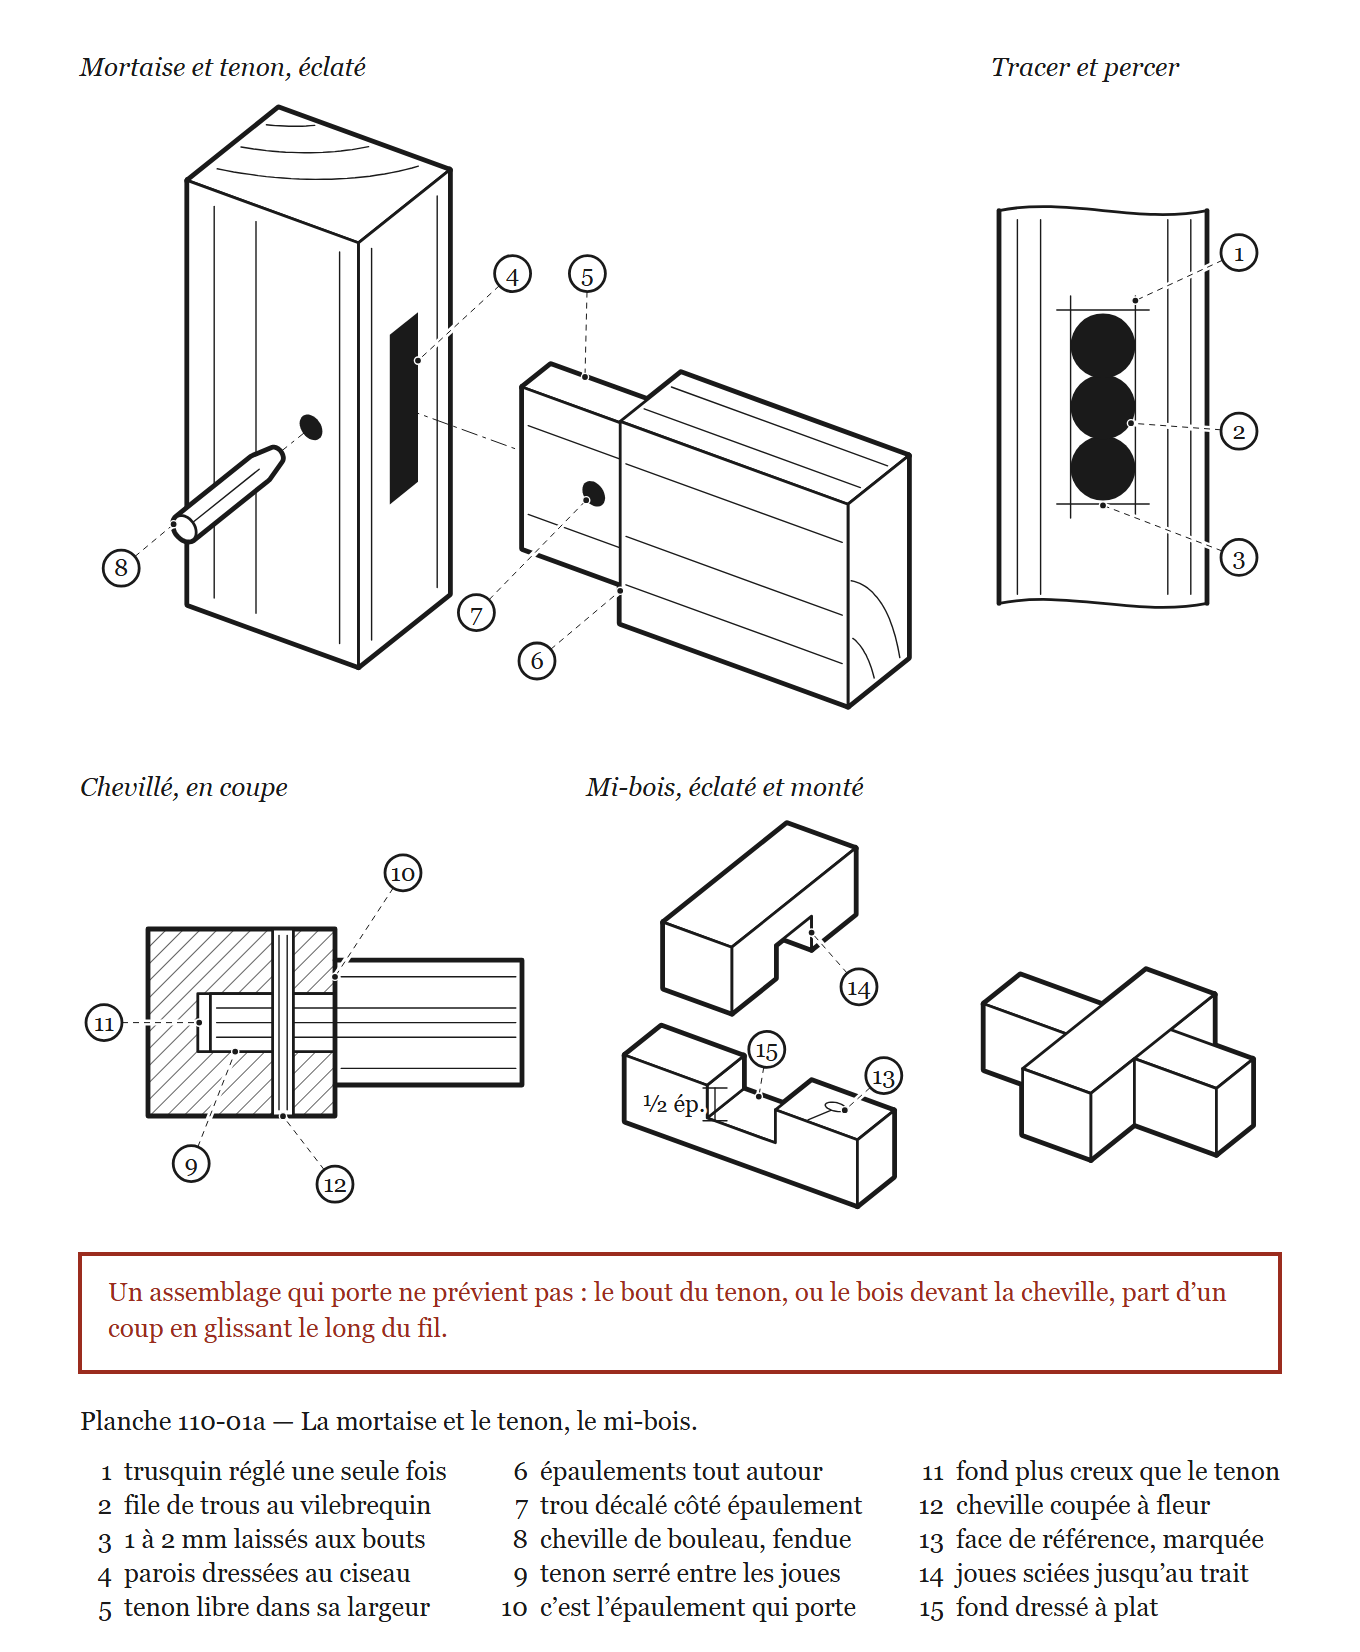 Mortaise et tenon, éclaté
Tracer et percer
4
5
1
2
3
8
7
6
Chevillé, en coupe
Mi-bois, éclaté et monté
10
11
9
12
14
15
13
½ ép.
Un assemblage qui porte ne prévient pas : le bout du tenon, ou le bois devant la cheville, part d’un
coup en glissant le long du fil.
Planche 110-01a — La mortaise et le tenon, le mi-bois.
1 trusquin réglé une seule fois
2 file de trous au vilebrequin
3 1 à 2 mm laissés aux bouts
4 parois dressées au ciseau
5 tenon libre dans sa largeur
6 épaulements tout autour
7 trou décalé côté épaulement
8 cheville de bouleau, fendue
9 tenon serré entre les joues
10 c’est l’épaulement qui porte
11 fond plus creux que le tenon
12 cheville coupée à fleur
13 face de référence, marquée
14 joues sciées jusqu’au trait
15 fond dressé à plat